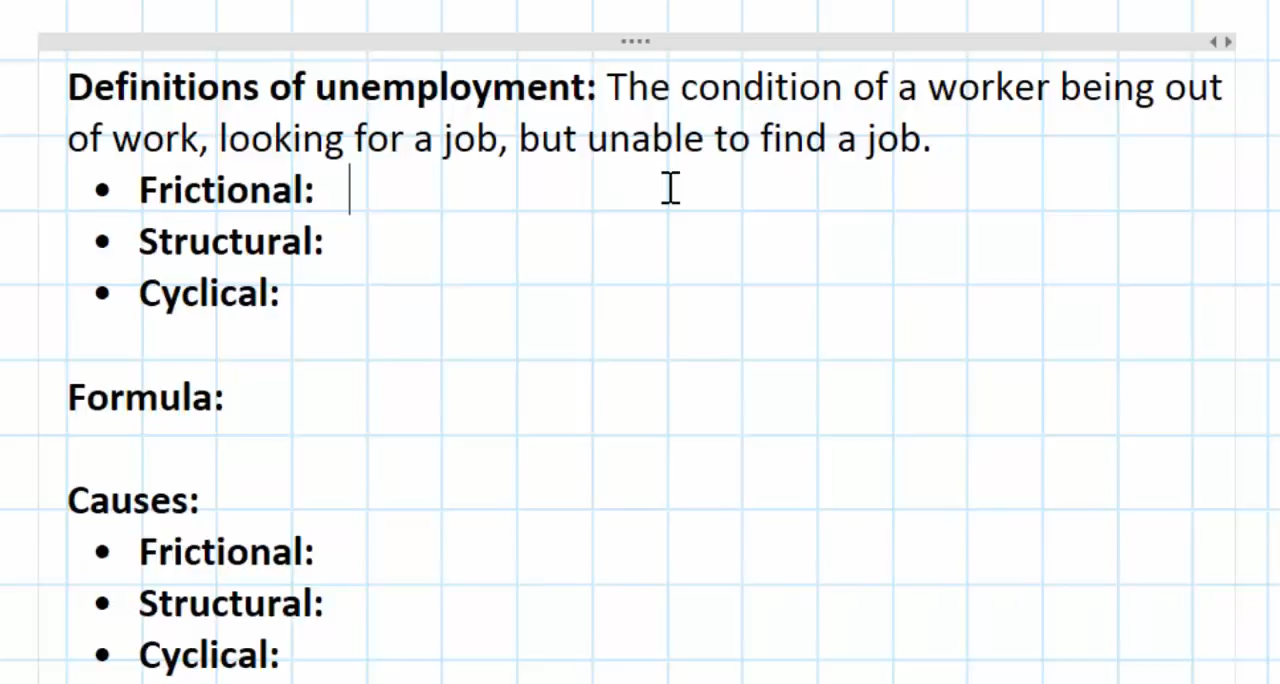 Definitions of unemployment: The condition of a worker being out
of work, looking for a job, but unable to find a job.
• Frictional:
• Structural:
• Cyclical:
Formula:
Causes:
• Frictional:
• Structural:
• Cyclical: